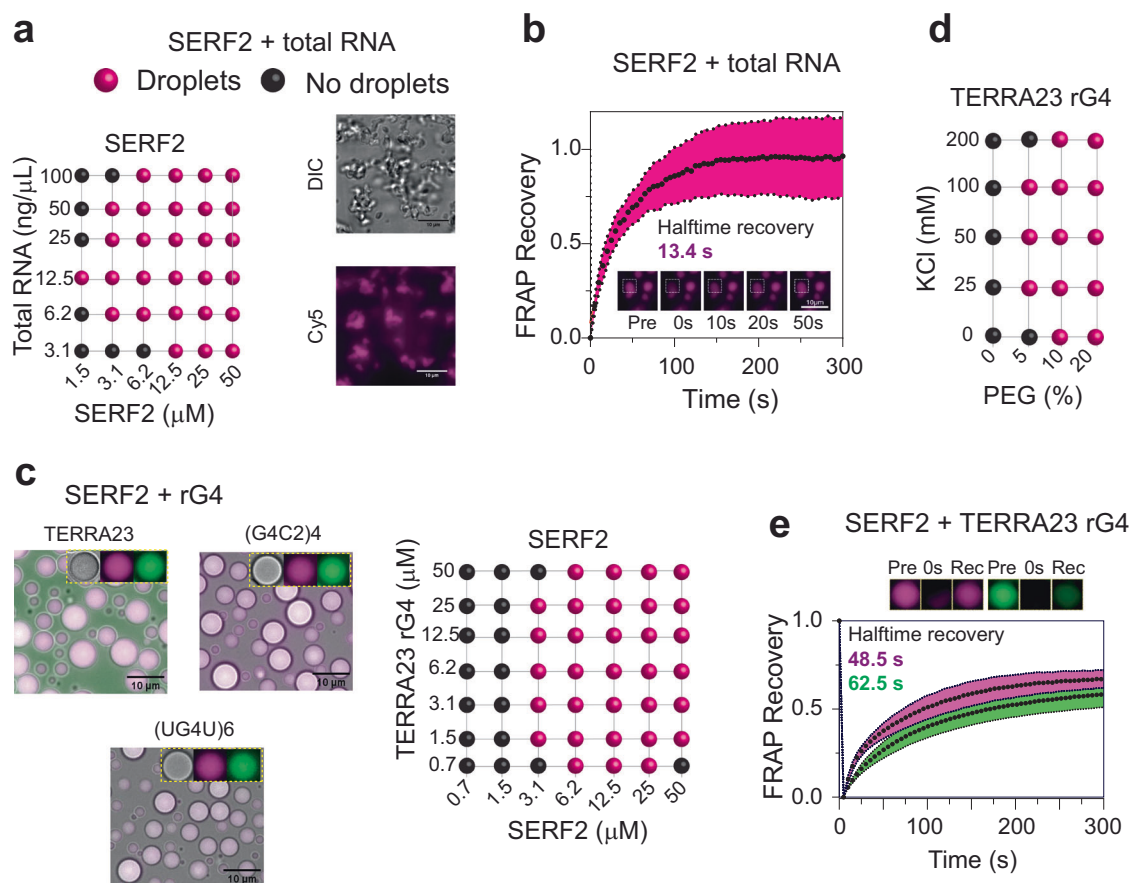 a
SERF2 + total RNA
Droplets No droplets
SERF2
Total RNA (ng/μL)
100
50
25
12.5
6.2
3.1
1.5 3.1 6.2 12.5 25 50
SERF2 (μM)
DIC
10 μm
Cy5
10 μm
b
SERF2 + total RNA
FRAP Recovery
1.0
0.5
0.0
Halftime recovery
13.4 s
10μm
Pre 0s 10s 20s 50s
0 100 200 300
Time (s)
d
TERRA23 rG4
KCl (mM)
200
100
50
25
0
0 5 10 20
PEG (%)
c
SERF2 + rG4
TERRA23
10 μm
(G4C2)4
10 μm
(UG4U)6
10 μm
SERF2
TERRA23 rG4 (μM)
50
25
12.5
6.2
3.1
1.5
0.7
0.7 1.5 3.1 6.2 12.5 25 50
SERF2 (μM)
e
SERF2 + TERRA23 rG4
Pre 0s Rec Pre 0s Rec
FRAP Recovery
1.0
0.5
0.0
Halftime recovery
48.5 s
62.5 s
0 100 200 300
Time (s)